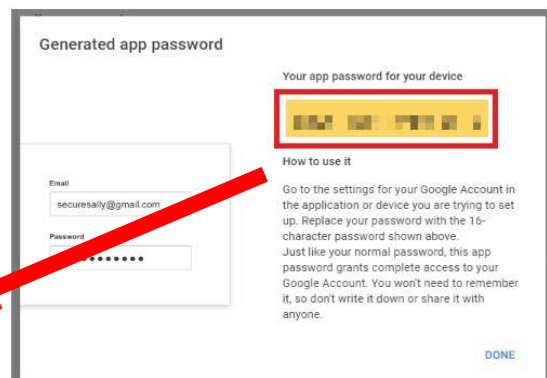 Generated app password
Your app password for your device
How to use it
Email
securesally@gmail.com
Password
Go to the settings for your Google Account in
the application or device you are trying to set
up. Replace your password with the 16-
character password shown above.
Just like your normal password, this app
password grants complete access to your
Google Account. You won't need to remember
it, so don't write it down or share it with
anyone.
DONE